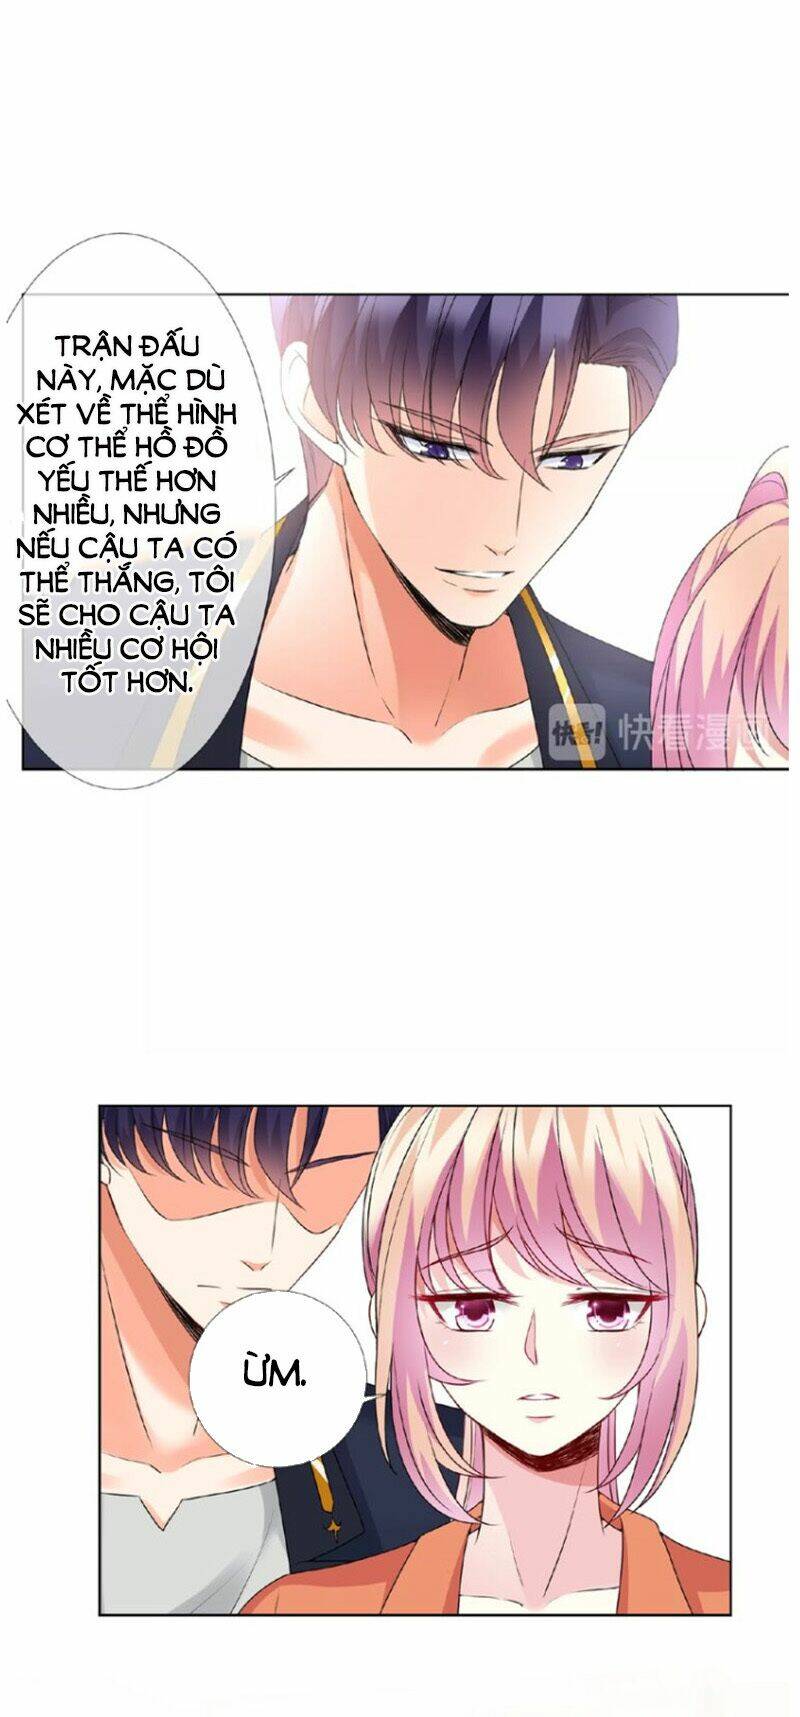 TRẬN ĐẤU
NÀY, MẶC DÙ
XÉT VỀ THỂ HÌNH
CƠ THỂ HỒ ĐỒ
YẾU THẾ HƠN
NHIỀU, NHƯNG
NẾU CẬU TA CÓ
THỂ THẮNG, TÔI
SẼ CHO CẬU TA
NHIỀU CƠ HỘI
TỐT HƠN.
快看! 快看漫画
ỪM.